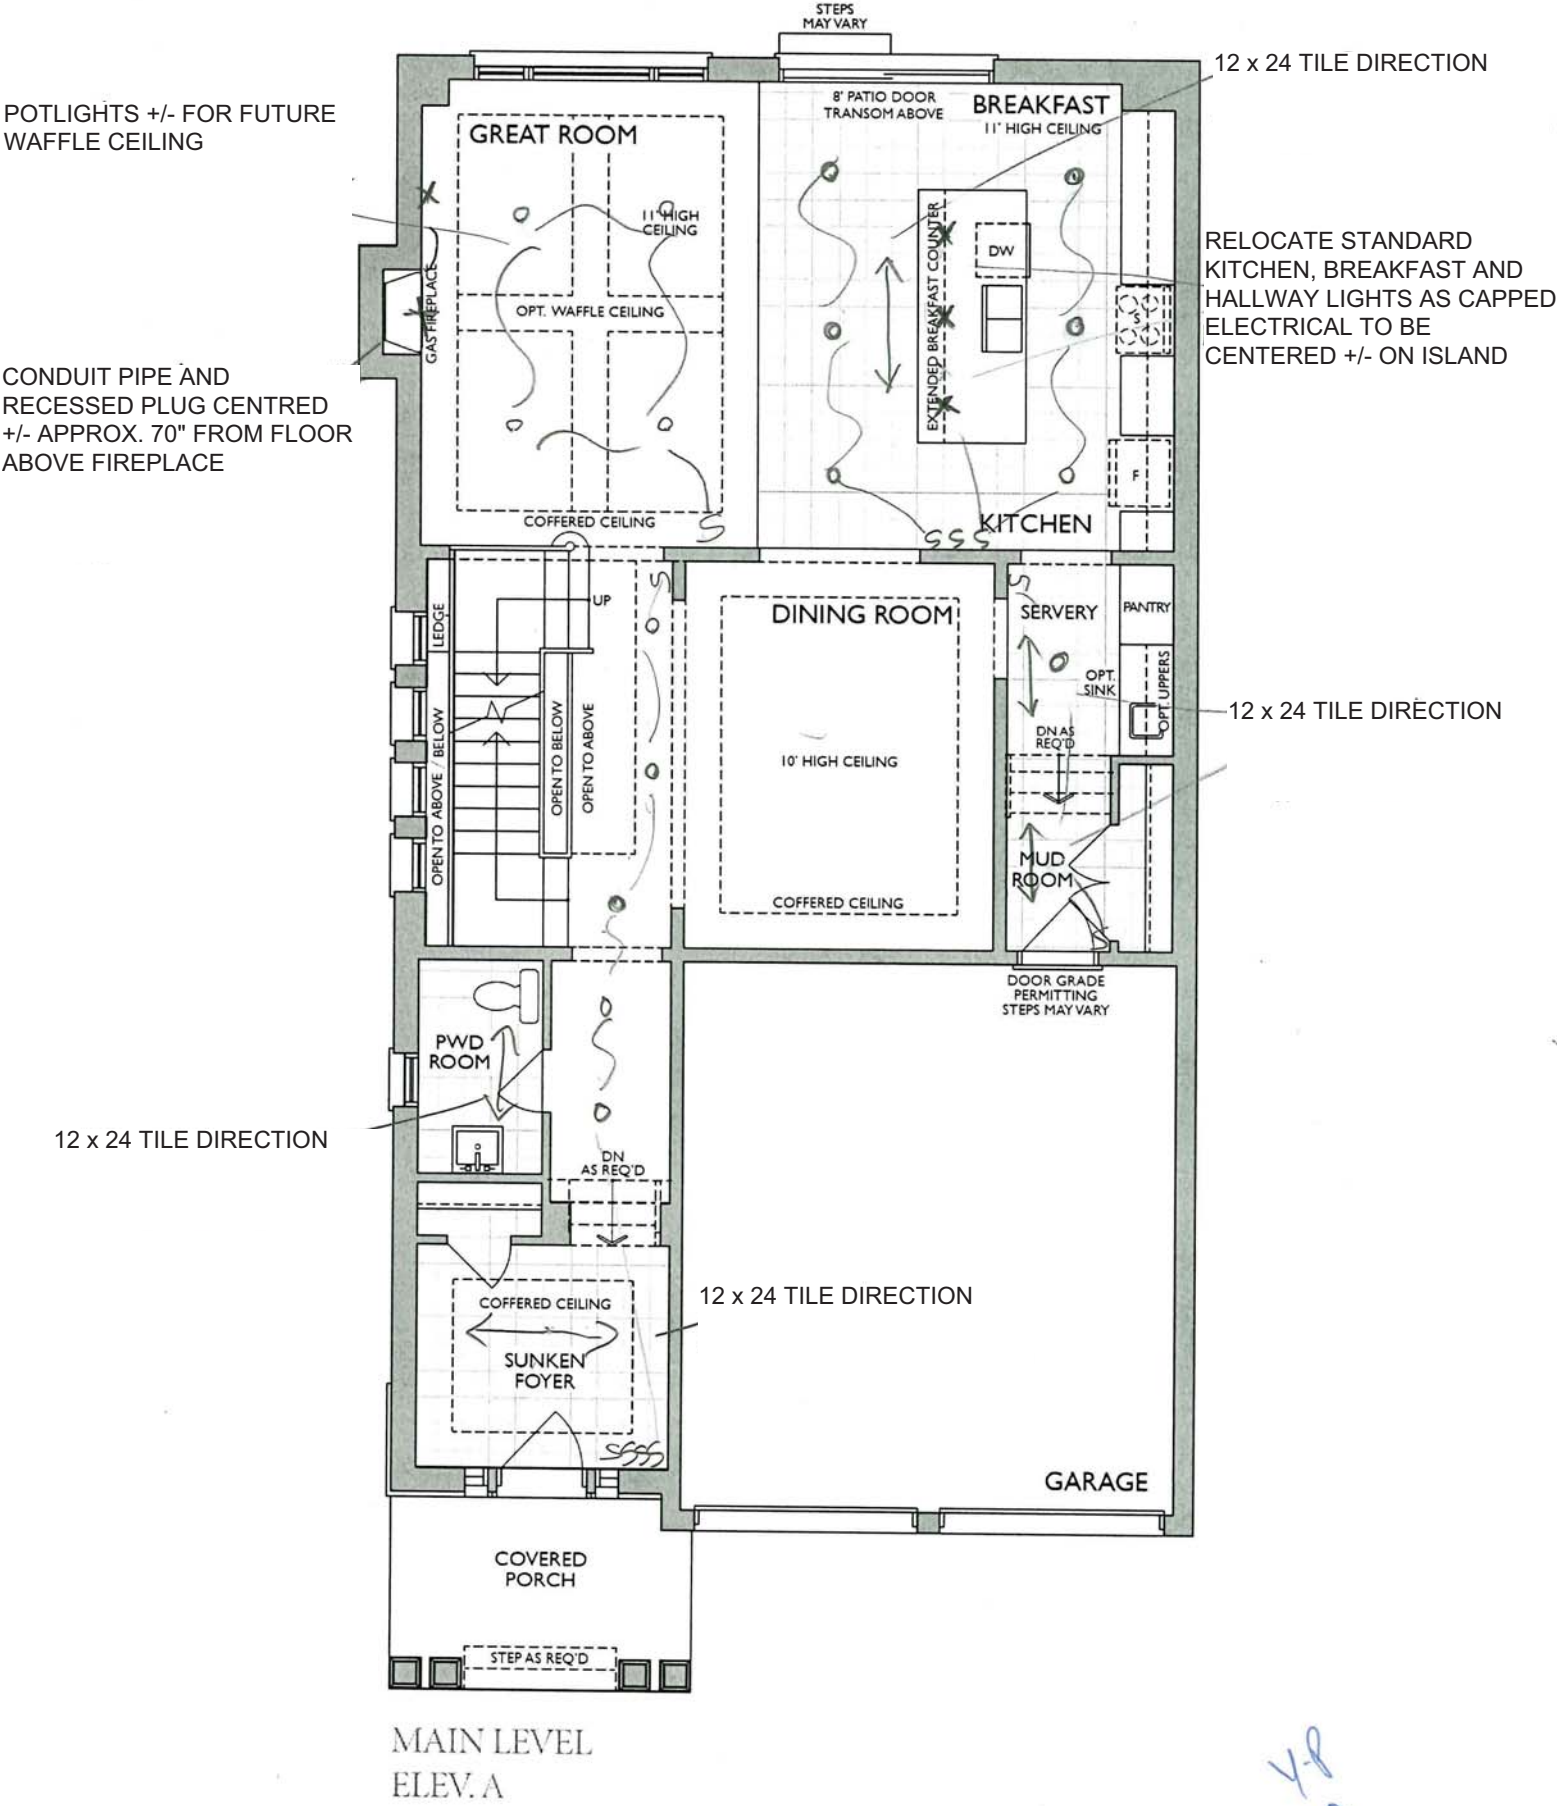 STEPS
MAY VARY
12 x 24 TILE DIRECTION
POTLIGHTS +/- FOR FUTURE
WAFFLE CEILING
8' PATIO DOOR
TRANSOM ABOVE
BREAKFAST
11' HIGH CEILING
GREAT ROOM
11' HIGH
CEILING
EXTENDED BREAKFAST COUNTER
DW
RELOCATE STANDARD
KITCHEN, BREAKFAST AND
HALLWAY LIGHTS AS CAPPED
ELECTRICAL TO BE
CENTERED +/- ON ISLAND
GAS FIREPLACE
OPT. WAFFLE CEILING
S
CONDUIT PIPE AND
RECESSED PLUG CENTRED
+/- APPROX. 70" FROM FLOOR
ABOVE FIREPLACE
F
COFFERED CEILING
S
SSS
KITCHEN
UP
S
LEDGE
DINING ROOM
S
SERVERY
PANTRY
OPT.
SINK
OPT. UPPERS
12 x 24 TILE DIRECTION
OPEN TO ABOVE / BELOW
OPEN TO BELOW
OPEN TO ABOVE
DN AS
REQ'D
10' HIGH CEILING
MUD
ROOM
COFFERED CEILING
S
DOOR GRADE
PERMITTING
STEPS MAY VARY
PWD
ROOM
12 x 24 TILE DIRECTION
DN
AS REQ'D
12 x 24 TILE DIRECTION
COFFERED CEILING
SUNKEN
FOYER
SSSS
GARAGE
COVERED
PORCH
STEP AS REQ'D
MAIN LEVEL
ELEV. A